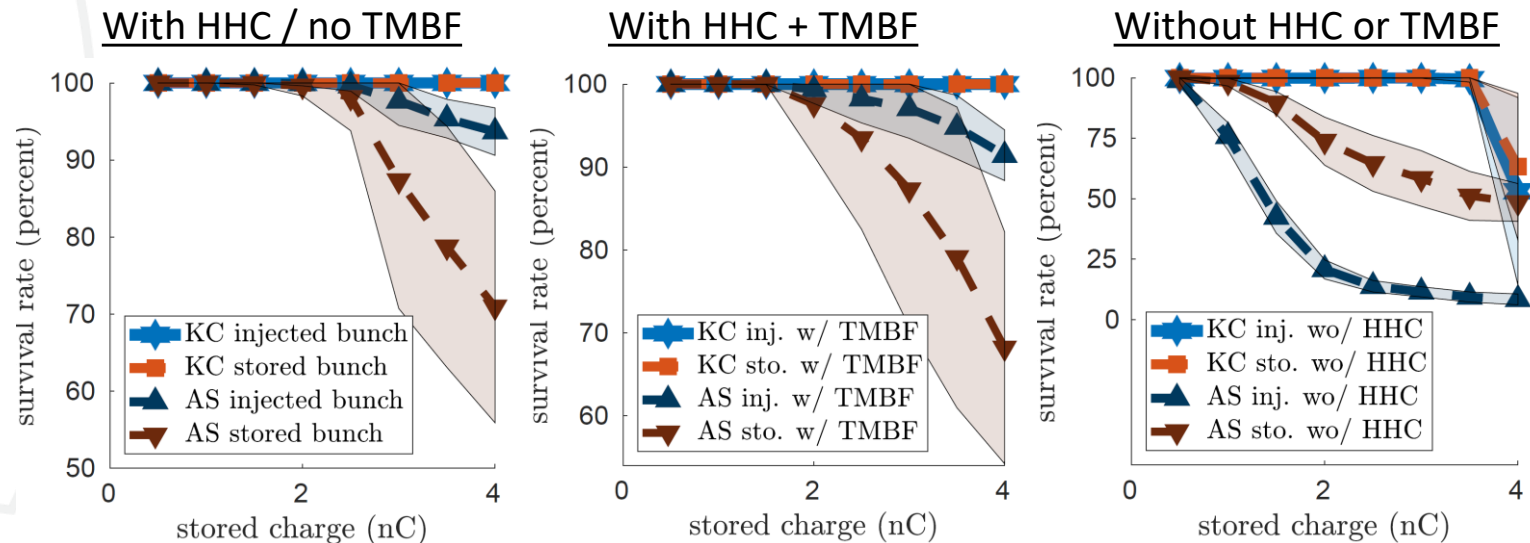 With HHC / no TMBF
survival rate (percent)
100
90
80
70
60
50
KC injected bunch
KC stored bunch
AS injected bunch
AS stored bunch
0
2
4
stored charge (nC)
With HHC + TMBF
survival rate (percent)
100
90
80
70
60
KC inj. w/ TMBF
KC sto. w/ TMBF
AS inj. w/ TMBF
AS sto. w/ TMBF
0
2
4
stored charge (nC)
Without HHC or TMBF
survival rate (percent)
100
75
50
25
0
KC inj. wo/ HHC
KC sto. wo/ HHC
AS inj. wo/ HHC
AS sto. wo/ HHC
0
2
4
stored charge (nC)